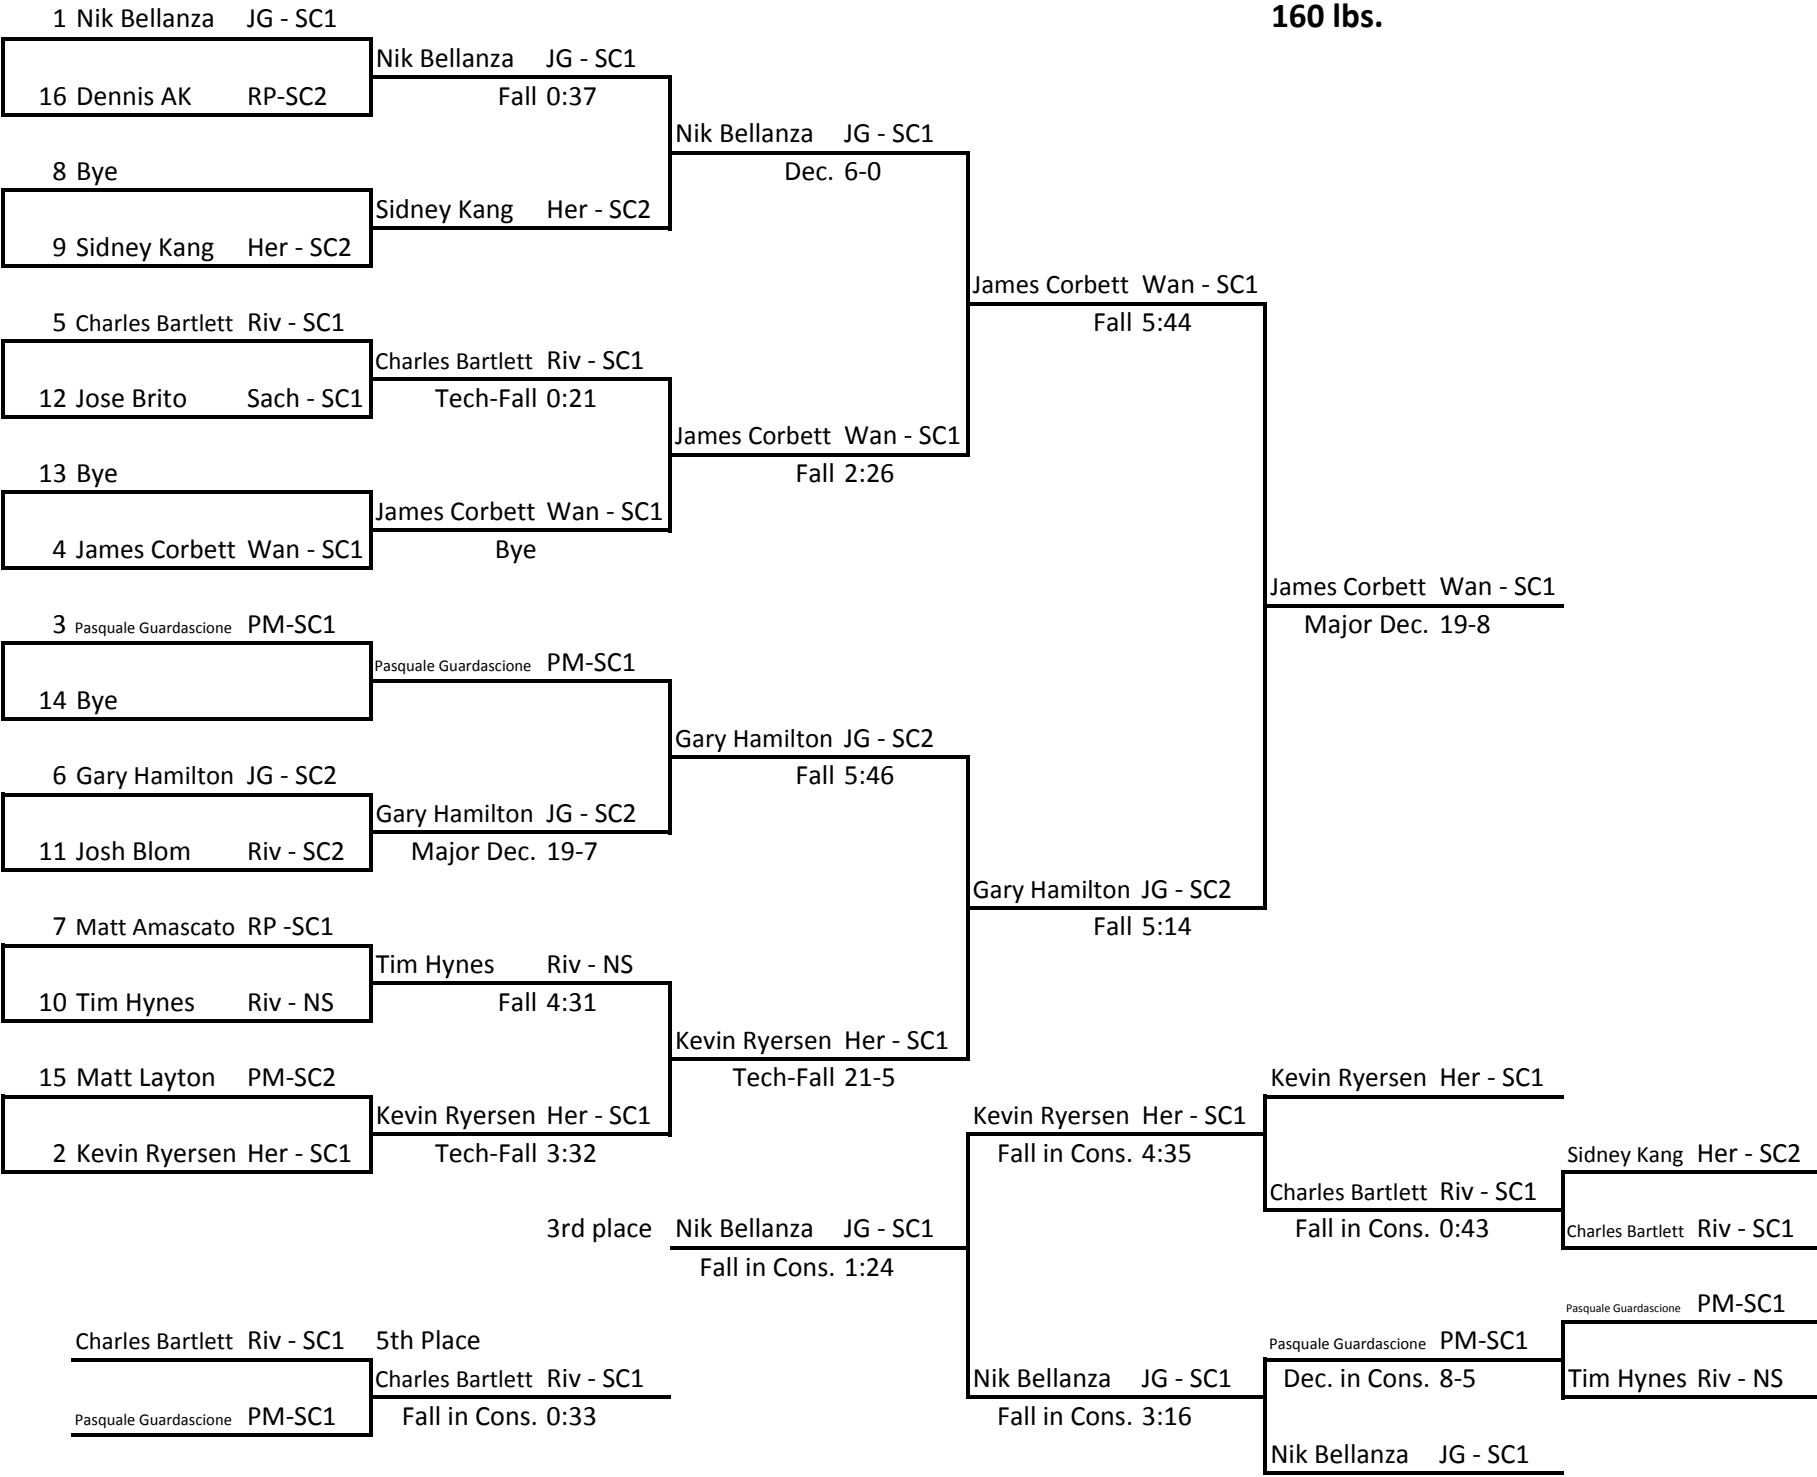 1 Nik Bellanza JG - SC1 160 lbs.
Nik Bellanza JG - SC1
16 Dennis AK RP-SC2 Fall 0:37
Nik Bellanza JG - SC1
8 Bye Dec. 6-0
Sidney Kang Her - SC2
9 Sidney Kang Her - SC2
James Corbett Wan - SC1
5 Charles Bartlett Riv - SC1 Fall 5:44
Charles Bartlett Riv - SC1
12 Jose Brito Sach - SC1 Tech-Fall 0:21
James Corbett Wan - SC1
13 Bye Fall 2:26
James Corbett Wan - SC1
4 James Corbett Wan - SC1 Bye
James Corbett Wan - SC1
3 Pasquale Guardascione PM-SC1 Major Dec. 19-8
Pasquale Guardascione PM-SC1
14 Bye
Gary Hamilton JG - SC2
6 Gary Hamilton JG - SC2 Fall 5:46
Gary Hamilton JG - SC2
11 Josh Blom Riv - SC2 Major Dec. 19-7
Gary Hamilton JG - SC2
7 Matt Amascato RP -SC1 Fall 5:14
Tim Hynes Riv - NS
10 Tim Hynes Riv - NS Fall 4:31
Kevin Ryersen Her - SC1
15 Matt Layton PM-SC2 Tech-Fall 21-5 Kevin Ryersen Her - SC1
Kevin Ryersen Her - SC1 Kevin Ryersen Her - SC1
2 Kevin Ryersen Her - SC1 Tech-Fall 3:32 Fall in Cons. 4:35 Sidney Kang Her - SC2
Charles Bartlett Riv - SC1
3rd place Nik Bellanza JG - SC1 Fall in Cons. 0:43 Charles Bartlett Riv - SC1
Fall in Cons. 1:24
Pasquale Guardascione PM-SC1
Charles Bartlett Riv - SC1 5th Place Pasquale Guardascione PM-SC1
Charles Bartlett Riv - SC1 Nik Bellanza JG - SC1 Dec. in Cons. 8-5 Tim Hynes Riv - NS
Pasquale Guardascione PM-SC1 Fall in Cons. 0:33 Fall in Cons. 3:16
Nik Bellanza JG - SC1